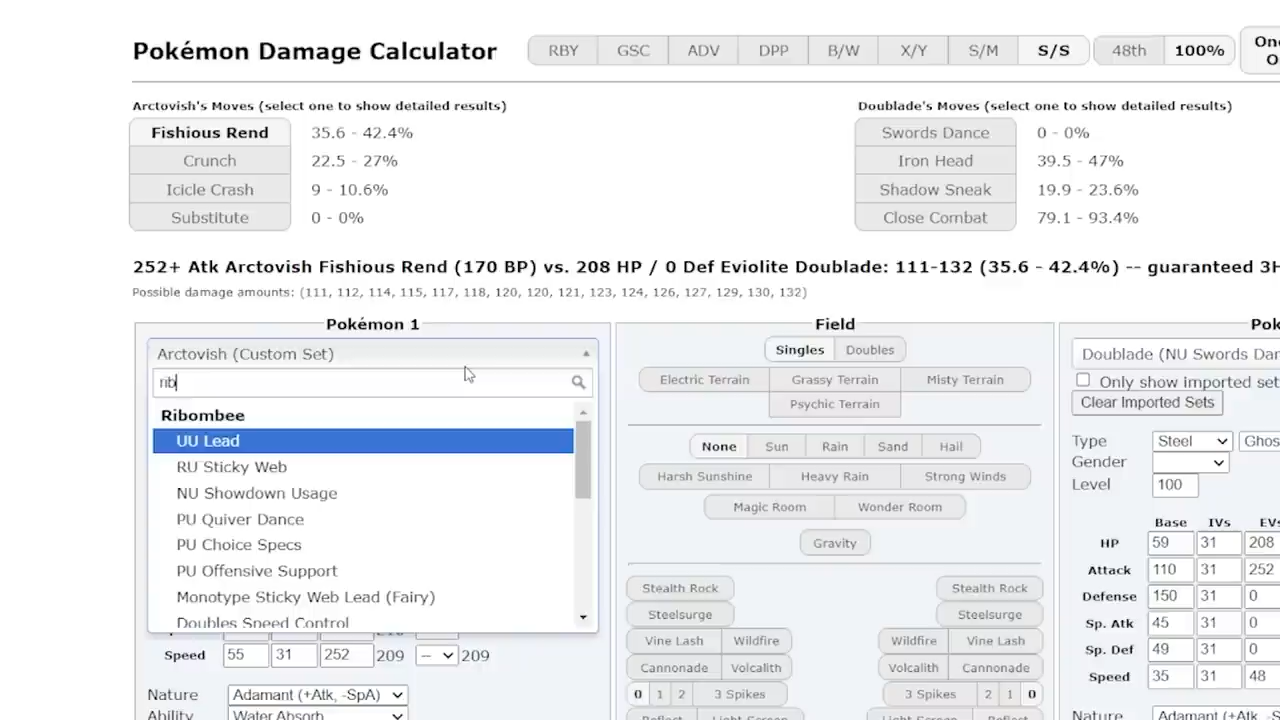 Pokémon Damage Calculator RBY GSC ADV DPP B/W X/Y S/M S/S 48th 100% One
Arctovish's Moves (select one to show detailed results)
Fishious Rend 35.6 - 42.4%
Crunch 22.5 - 27%
Icicle Crash 9 - 10.6%
Substitute 0 - 0%
Doublade's Moves (select one to show detailed results)
Swords Dance 0 - 0%
Iron Head 39.5 - 47%
Shadow Sneak 19.9 - 23.6%
Close Combat 79.1 - 93.4%
252+ Atk Arctovish Fishious Rend (170 BP) vs. 208 HP / 0 Def Eviolite Doublade: 111-132 (35.6 - 42.4%) -- guaranteed 3H
Possible damage amounts: (111, 112, 114, 115, 117, 118, 120, 120, 121, 123, 124, 126, 127, 129, 130, 132)
Pokémon 1
Arctovish (Custom Set)
rib
Ribombee
UU Lead
RU Sticky Web
NU Showdown Usage
PU Quiver Dance
PU Choice Specs
PU Offensive Support
Monotype Sticky Web Lead (Fairy)
Doubles Speed Control
Speed 55 31 252 209 -- 209
Nature Adamant (+Atk, -SpA)
Ability Water Absorb
Field
Singles Doubles
Electric Terrain Grassy Terrain Misty Terrain
Psychic Terrain
None Sun Rain Sand Hail
Harsh Sunshine Heavy Rain Strong Winds
Magic Room Wonder Room
Gravity
Stealth Rock Stealth Rock
Steelsurge Steelsurge
Vine Lash Wildfire Wildfire Vine Lash
Cannonade Volcalith Volcalith Cannonade
0 1 2 3 Spikes 3 Spikes 2 1 0
Reflect Light Screen Light Screen Reflect
Pok
Doublade (NU Swords Dan
Only show imported set
Clear Imported Sets
Type Steel Ghos
Gender
Level 100
Base IVs EVs
HP 59 31 208
Attack 110 31 252
Defense 150 31 0
Sp. Atk 45 31 0
Sp. Def 49 31 0
Speed 35 31 48
Nature Adamant (+Atk, -S